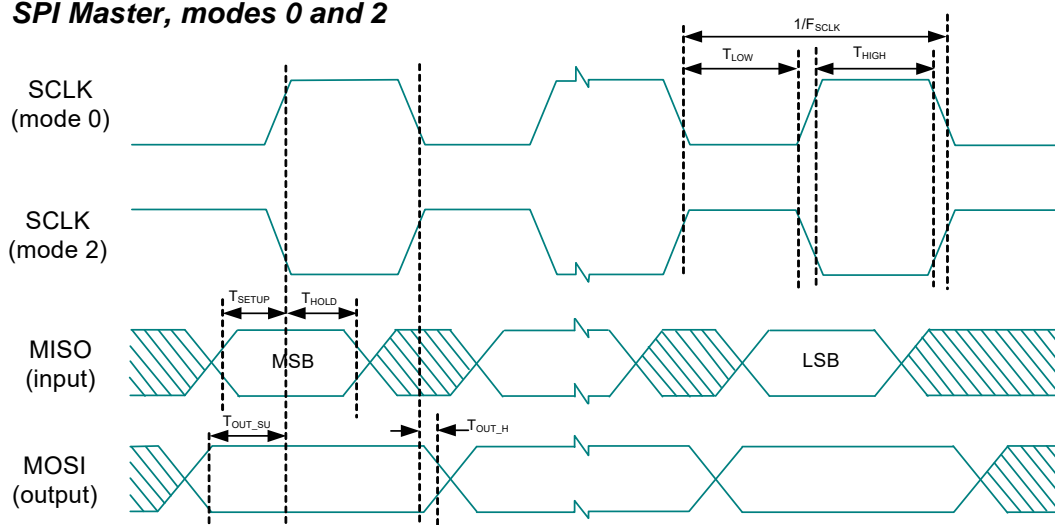 SPI Master, modes 0 and 2
1/FSCLK
TLOW
THIGH
SCLK
(mode 0)
SCLK
(mode 2)
TSETUP
THOLD
MISO
(input)
MSB
LSB
TOUT_SU
TOUT_H
MOSI
(output)